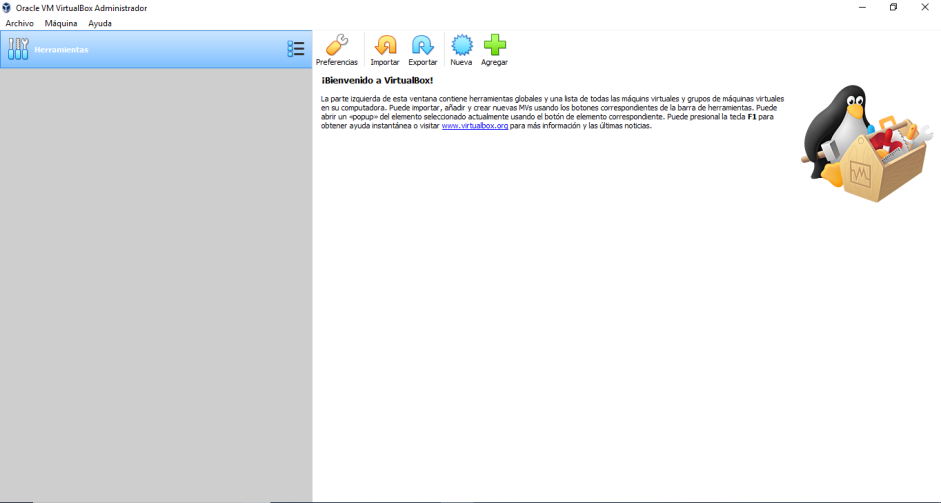 Oracle VM VirtualBox Administrador
Archivo Máquina Ayuda
Herramientas
Preferencias Importar Exportar Nueva Agregar
¡Bienvenido a VirtualBox!
La parte izquierda de esta ventana contiene herramientas globales y una lista de todas las máquins virtuales y grupos de máquinas virtuales
en su computadora. Puede importar, añadir y crear nuevas MVs usando los botones correspondientes de la barra de herramientas. Puede
abrir un «popup» del elemento seleccionado actualmente usando el botón de elemento correspondiente. Puede presional la tecla F1 para
obtener ayuda instantánea o visitar www.virtualbox.org para más información y las últimas noticias.